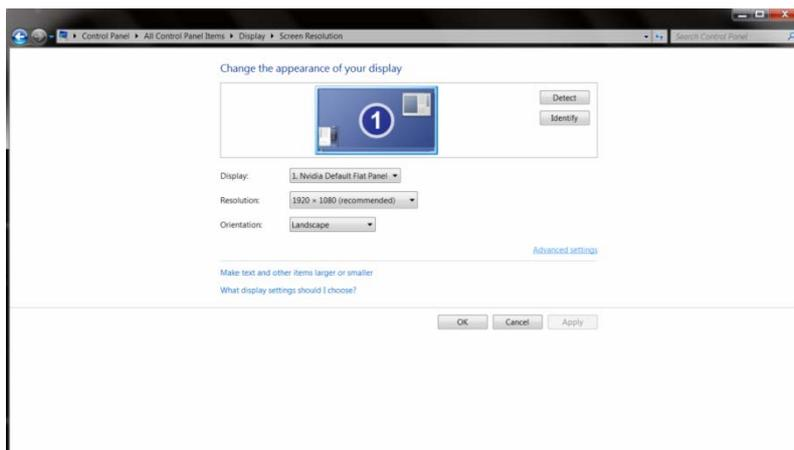 Control Panel ▸ All Control Panel Items ▸ Display ▸ Screen Resolution
Search Control Panel
Change the appearance of your display
1
Detect
Identify
Display: 1. Nvidia Default Flat Panel
Resolution: 1920 × 1080 (recommended)
Orientation: Landscape
Advanced settings
Make text and other items larger or smaller
What display settings should I choose?
OK Cancel Apply